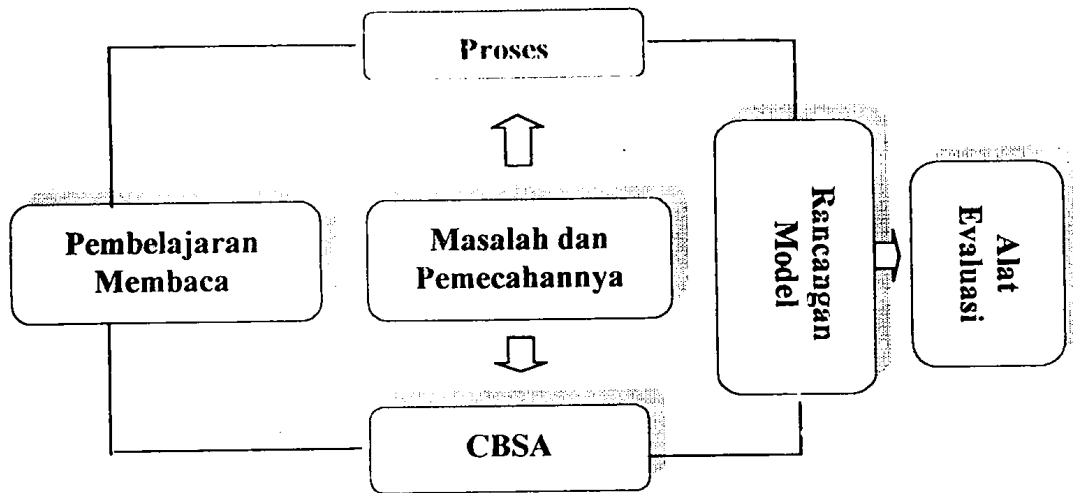 Proses
Pembelajaran
Membaca
Masalah dan
Pemecahannya
Rancangan
Model
Alat
Evaluasi
CBSA